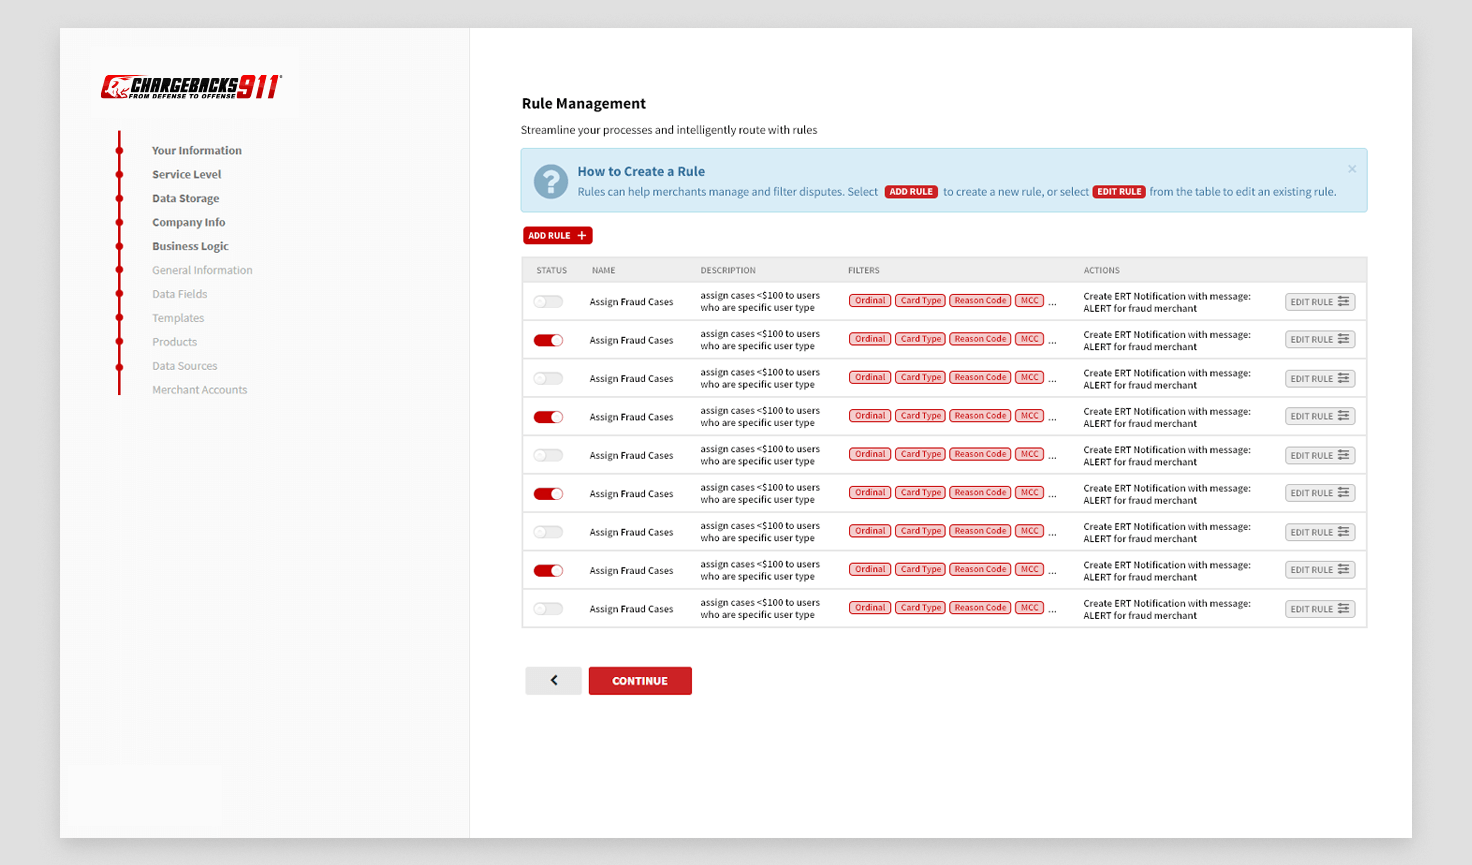 CHARGEBACKS911®
FROM DEFENSE TO OFFENSE
Your Information
Service Level
Data Storage
Company Info
Business Logic
General Information
Data Fields
Templates
Products
Data Sources
Merchant Accounts
Rule Management
Streamline your processes and intelligently route with rules
? How to Create a Rule ×
Rules can help merchants manage and filter disputes. Select ADD RULE to create a new rule, or select EDIT RULE from the table to edit an existing rule.
ADD RULE +
STATUS NAME DESCRIPTION FILTERS ACTIONS
Assign Fraud Cases assign cases <$100 to users who are specific user type Ordinal Card Type Reason Code MCC ... Create ERT Notification with message: ALERT for fraud merchant EDIT RULE
Assign Fraud Cases assign cases <$100 to users who are specific user type Ordinal Card Type Reason Code MCC ... Create ERT Notification with message: ALERT for fraud merchant EDIT RULE
Assign Fraud Cases assign cases <$100 to users who are specific user type Ordinal Card Type Reason Code MCC ... Create ERT Notification with message: ALERT for fraud merchant EDIT RULE
Assign Fraud Cases assign cases <$100 to users who are specific user type Ordinal Card Type Reason Code MCC ... Create ERT Notification with message: ALERT for fraud merchant EDIT RULE
Assign Fraud Cases assign cases <$100 to users who are specific user type Ordinal Card Type Reason Code MCC ... Create ERT Notification with message: ALERT for fraud merchant EDIT RULE
Assign Fraud Cases assign cases <$100 to users who are specific user type Ordinal Card Type Reason Code MCC ... Create ERT Notification with message: ALERT for fraud merchant EDIT RULE
Assign Fraud Cases assign cases <$100 to users who are specific user type Ordinal Card Type Reason Code MCC ... Create ERT Notification with message: ALERT for fraud merchant EDIT RULE
Assign Fraud Cases assign cases <$100 to users who are specific user type Ordinal Card Type Reason Code MCC ... Create ERT Notification with message: ALERT for fraud merchant EDIT RULE
Assign Fraud Cases assign cases <$100 to users who are specific user type Ordinal Card Type Reason Code MCC ... Create ERT Notification with message: ALERT for fraud merchant EDIT RULE
CONTINUE